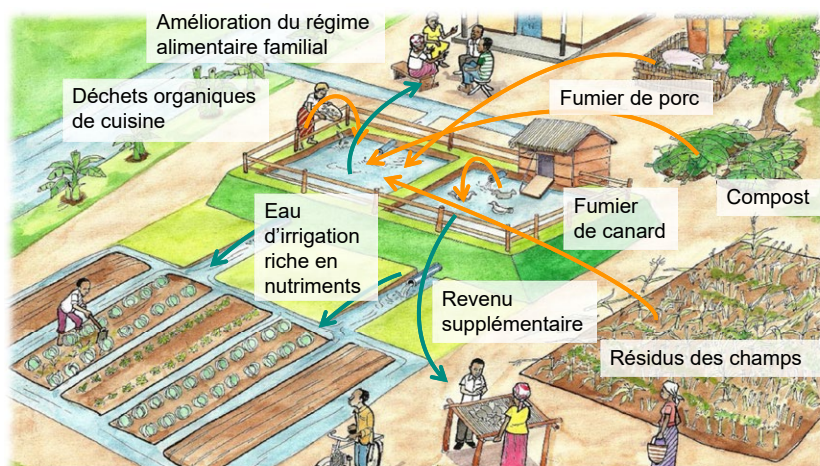 Amélioration du régime
alimentaire familial
Déchets organiques
de cuisine
Fumier de porc
Compost
Fumier
de canard
Eau
d’irrigation
riche en
nutriments
Revenu
supplémentaire
Résidus des champs